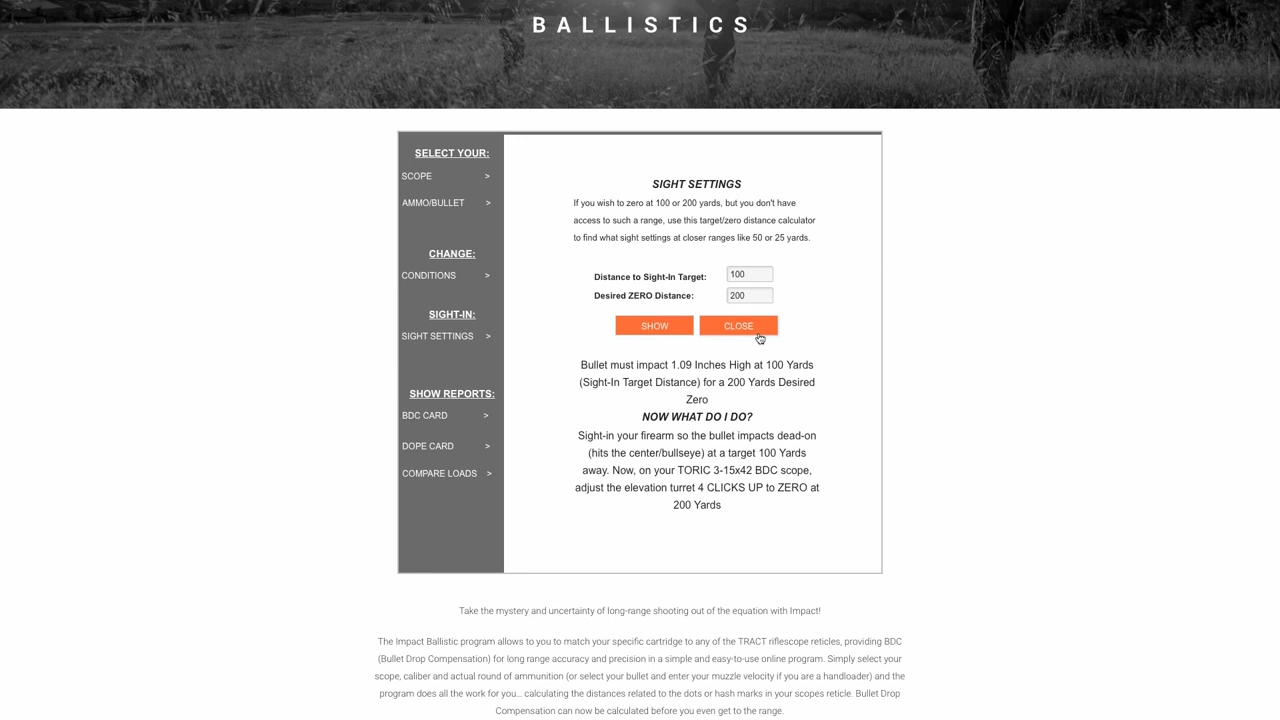 BALLISTICS
SELECT YOUR:
SCOPE >
AMMO/BULLET >
CHANGE:
CONDITIONS >
SIGHT-IN:
SIGHT SETTINGS >
SHOW REPORTS:
BDC CARD >
DOPE CARD >
COMPARE LOADS >
SIGHT SETTINGS
If you wish to zero at 100 or 200 yards, but you don't have
access to such a range, use this target/zero distance calculator
to find what sight settings at closer ranges like 50 or 25 yards.
Distance to Sight-In Target: 100
Desired ZERO Distance: 200
SHOW CLOSE
Bullet must impact 1.09 Inches High at 100 Yards
(Sight-In Target Distance) for a 200 Yards Desired
Zero
NOW WHAT DO I DO?
Sight-in your firearm so the bullet impacts dead-on
(hits the center/bullseye) at a target 100 Yards
away. Now, on your TORIC 3-15x42 BDC scope,
adjust the elevation turret 4 CLICKS UP to ZERO at
200 Yards
Take the mystery and uncertainty of long-range shooting out of the equation with Impact!
The Impact Ballistic program allows to you to match your specific cartridge to any of the TRACT riflescope reticles, providing BDC
(Bullet Drop Compensation) for long range accuracy and precision in a simple and easy-to-use online program. Simply select your
scope, caliber and actual round of ammunition (or select your bullet and enter your muzzle velocity if you are a handloader) and the
program does all the work for you... calculating the distances related to the dots or hash marks in your scopes reticle. Bullet Drop
Compensation can now be calculated before you even get to the range.